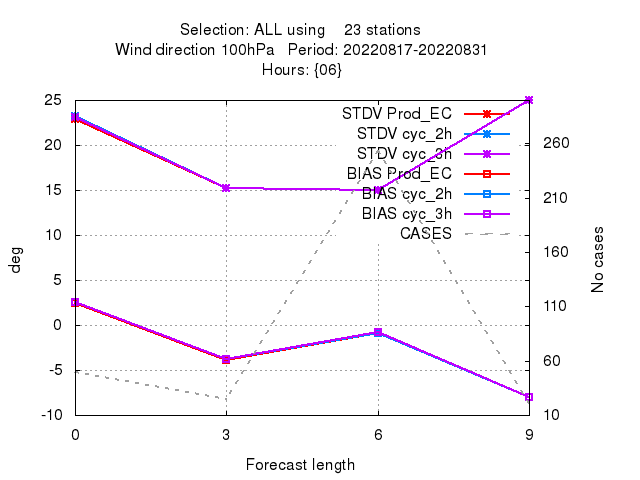 Selection: ALL using    23 stations
Wind direction 100hPa   Period: 20220817-20220831
Hours: {06}
STDV Prod_EC
STDV cyc_2h
STDV cyc_3h
BIAS Prod_EC
BIAS cyc_2h
BIAS cyc_3h
CASES
25
20
15
10
5
0
-5
-10
deg
260
210
160
110
60
10
No cases
0 3 6 9
Forecast length